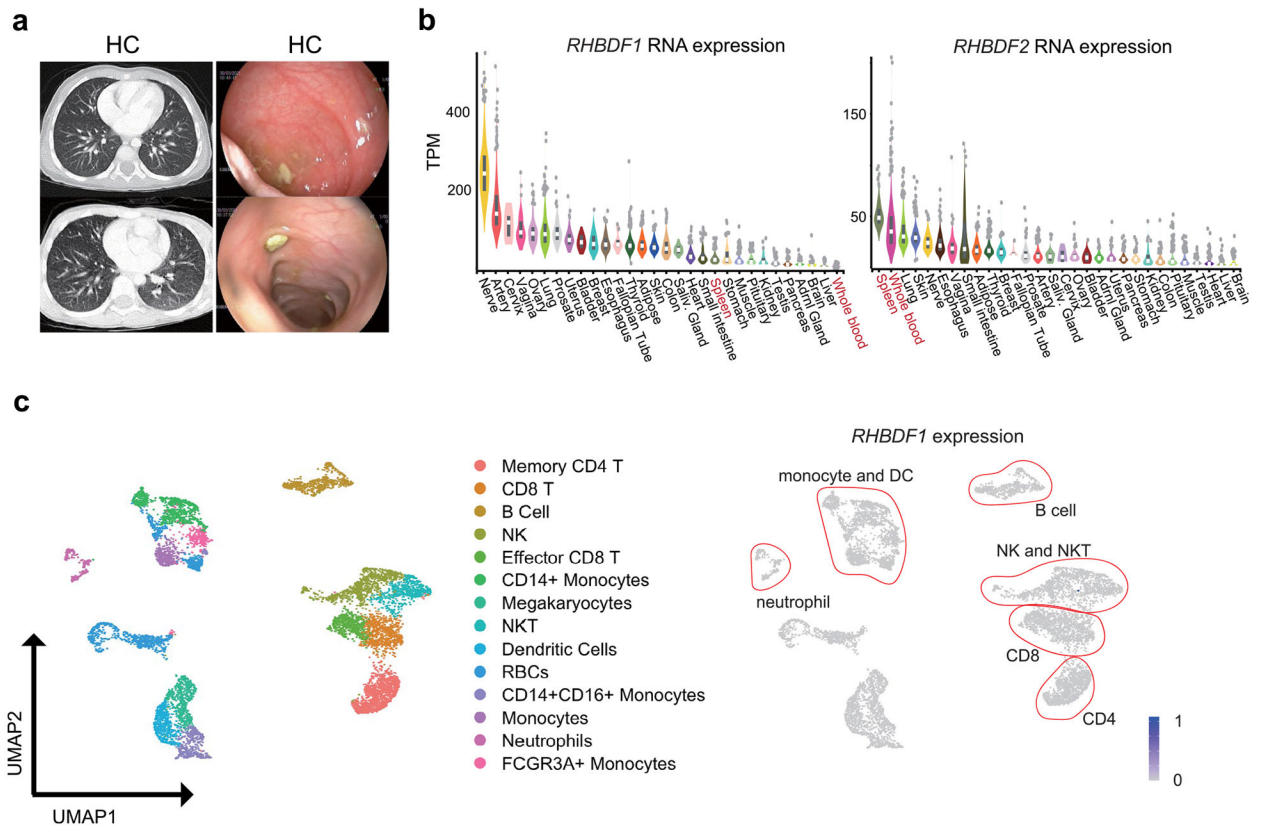 a
HC
HC
b
RHBDF1 RNA expression
TPM
400
200
Nerve
Artery
Cervix
Vagina
Ovary
Lung
Prostate
Uterus
Bladder
Breast
Esophagus
Fallopian Tube
Thyroid
Adipose
Skin
Colon
Saliv. Gland
Heart
Small intestine
Spleen
Stomach
Muscle
Pituitary
Kidney
Testis
Pancreas
Adrnl Gland
Brain
Liver
Whole blood
RHBDF2 RNA expression
150
50
Spleen
Whole blood
Lung
Skin
Nerve
Esophagus
Vagina
Small intestine
Adipose
Thyroid
Breast
Fallopian Tube
Prostate
Artery
Saliv. Gland
Cervix
Ovary
Bladder
Adrnl Gland
Uterus
Pancreas
Stomach
Kidney
Colon
Pituitary
Muscle
Testis
Heart
Liver
Brain
c
Memory CD4 T
CD8 T
B Cell
NK
Effector CD8 T
CD14+ Monocytes
Megakaryocytes
NKT
Dendritic Cells
RBCs
CD14+CD16+ Monocytes
Monocytes
Neutrophils
FCGR3A+ Monocytes
UMAP2
UMAP1
RHBDF1 expression
monocyte and DC
B cell
neutrophil
NK and NKT
CD8
CD4
1
0